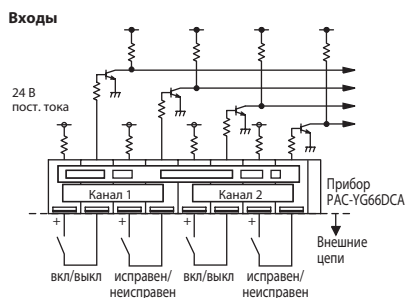 Входы
24 В
пост. тока
Канал 1
Канал 2
Прибор
PAC-YG66DCA
+
+
+
+
Внешние
цепи
вкл/выкл
исправен/
неисправен
вкл/выкл
исправен/
неисправен